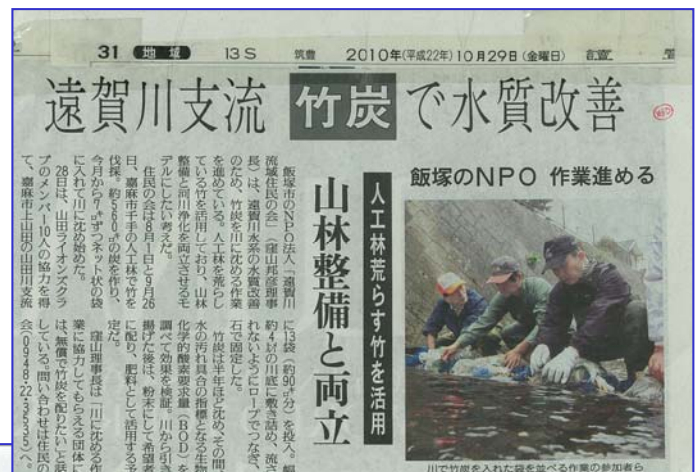 31 地域 13S 筑豊 2010年(平成22年)10月29日(金曜日)
遠賀川支流 竹炭で水質改善
飯塚のNPO 作業進める
人工林荒らす竹を活用
山林整備と両立
飯塚市のNPO法人「遠賀川
流域住民の会」(窪山邦彦理事
長)は、遠賀川水系の水質改善
のため、竹炭を川に沈める作業
を進めている。人工林を荒らし
ている竹を活用しており、山林
整備と河川浄化を両立させるモ
デルにしたい考えだ。
住民の会は8月1日と9月26
日、嘉麻市千手の人工林で竹を
伐採。約560㌔の炭を作り、
今月から7㌔ずつネット状の袋
に入れて川に沈め始めた。
28日は、山田ライオンズクラ
ブのメンバー10人の協力を得
て、嘉麻市上山田の山田川支流
に13袋(約90㌔分)を投入。幅
約4㍍の川底に敷き詰め、流さ
れないようにロープでつなぎ、
石で固定した。
竹炭は半年ほど沈め、その間、
水の汚れ具合の指標となる生物
化学的酸素要求量(BOD)を
調べて効果を検証。川から引き
揚げた後は、粉末にして希望者
に配り、肥料として活用する予
定だ。
窪山理事長は「川に沈める作
業に協力してもらえる団体に
は、無償で竹炭を配りたい」と話
している。問い合わせは住民の
川で竹炭を入れた袋を並べる作業の参加者ら